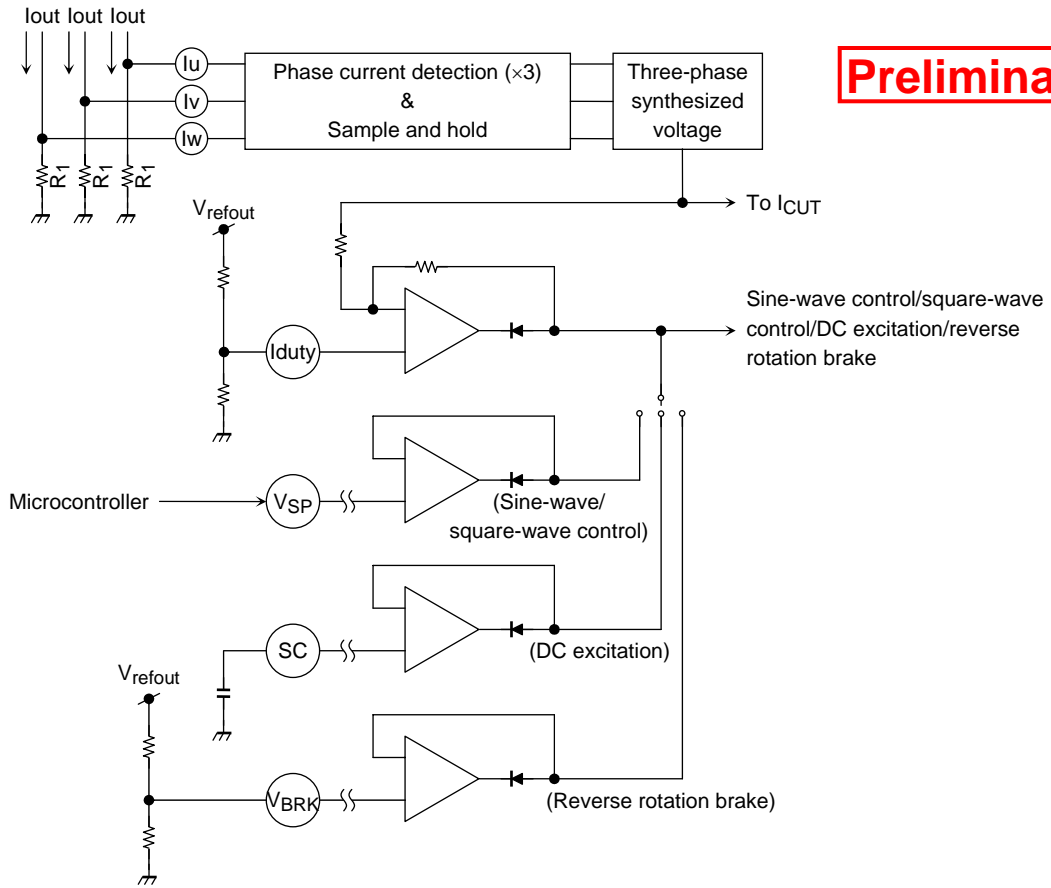 Iout Iout Iout
Iu
Iv
Iw
Phase current detection (×3)
&
Sample and hold
Three-phase
synthesized
voltage
Prelimina
R1 R1 R1
To ICUT
Vrefout
Iduty
Sine-wave control/square-wave
control/DC excitation/reverse
rotation brake
Microcontroller
VSP
(Sine-wave/
square-wave control)
SC
(DC excitation)
Vrefout
VBRK
(Reverse rotation brake)